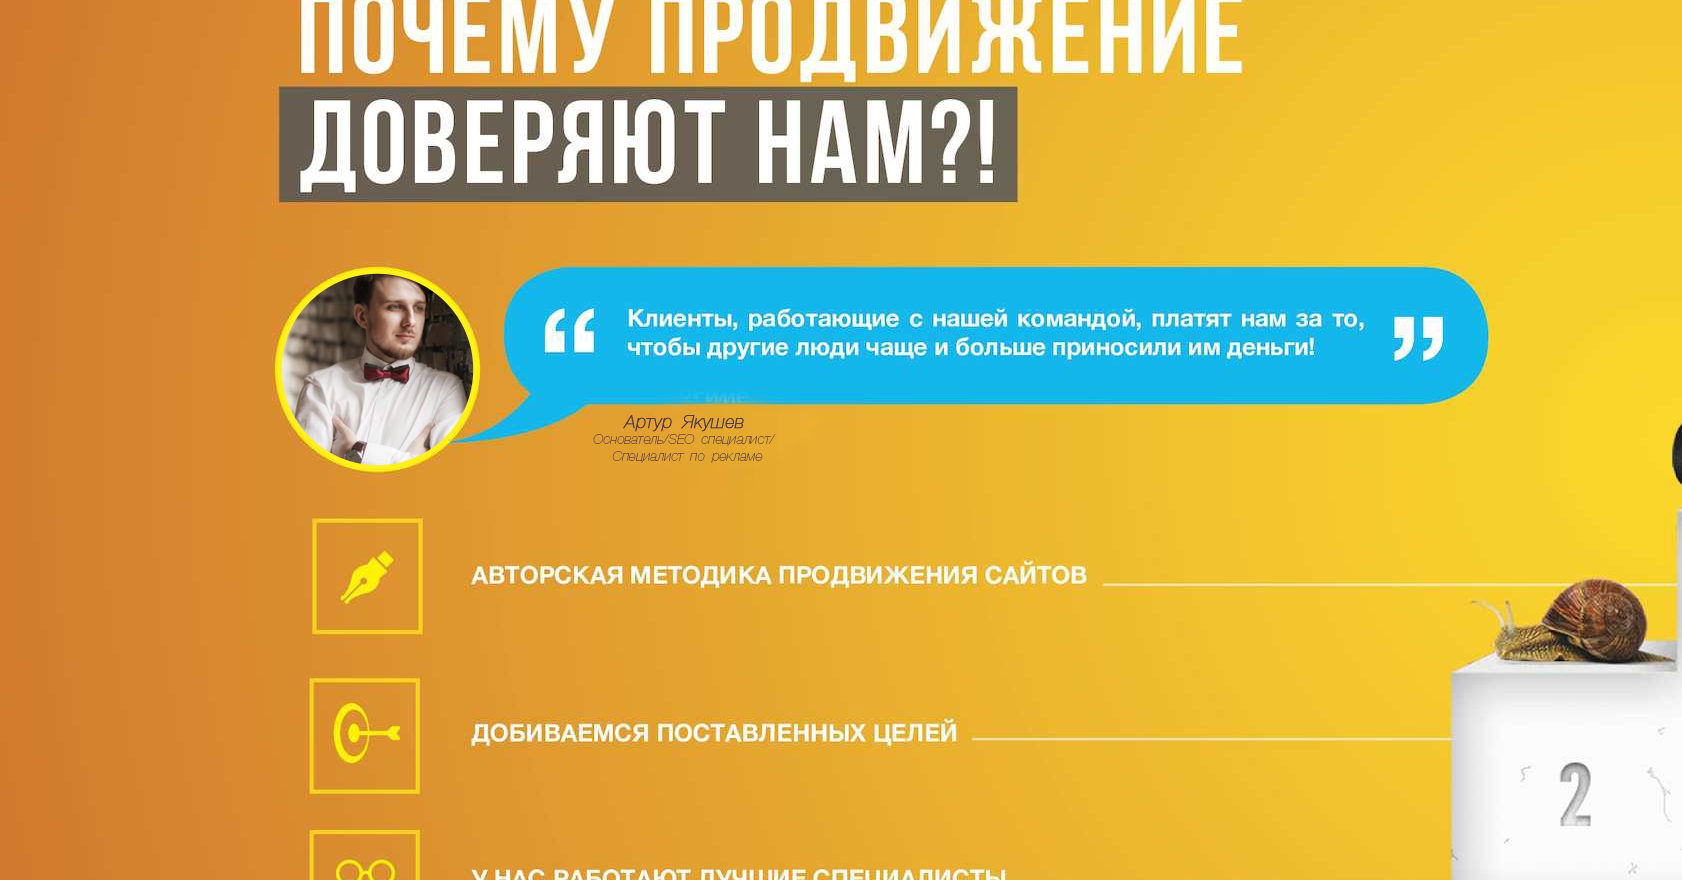 ПОЧЕМУ ПРОДВИЖЕНИЕ
ДОВЕРЯЮТ НАМ?!
“ Клиенты, работающие с нашей командой, платят нам за то, ”
чтобы другие люди чаще и больше приносили им деньги!
Артур Якушев
Основатель/SEO специалист/
Специалист по рекламе
АВТОРСКАЯ МЕТОДИКА ПРОДВИЖЕНИЯ САЙТОВ
ДОБИВАЕМСЯ ПОСТАВЛЕННЫХ ЦЕЛЕЙ
2
У НАС РАБОТАЮТ ЛУЧШИЕ СПЕЦИАЛИСТЫ